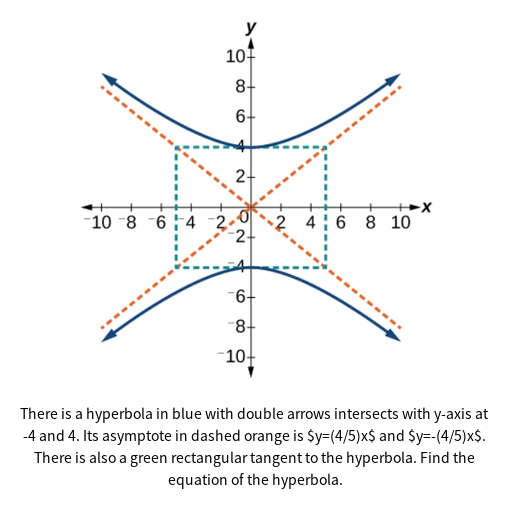 y
10
8
6
4
2
-10 -8 -6 -4 -2 0 2 4 6 8 10 x
-2
-4
-6
-8
-10
There is a hyperbola in blue with double arrows intersects with y-axis at
-4 and 4. Its asymptote in dashed orange is $y=(4/5)x$ and $y=-(4/5)x$.
There is also a green rectangular tangent to the hyperbola. Find the
equation of the hyperbola.